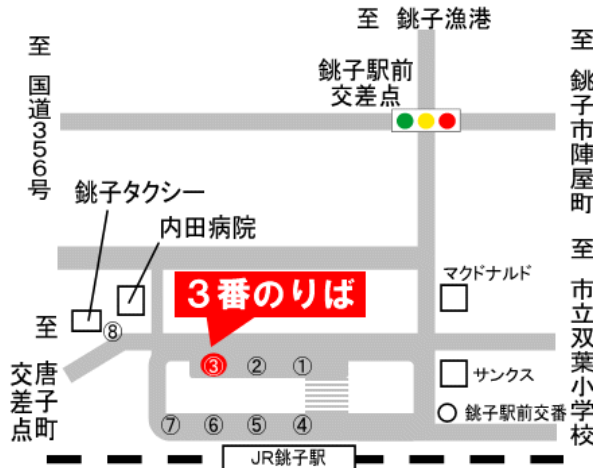 至 銚子漁港
至 国道356号
銚子駅前
交差点
至 銚子市陣屋町
銚子タクシー
内田病院
至 市立双葉小学校
マクドナルド
3番のりば
⑧
至 唐子町
交差点
③ ② ①
サンクス
銚子駅前交番
⑦ ⑥ ⑤ ④
JR銚子駅